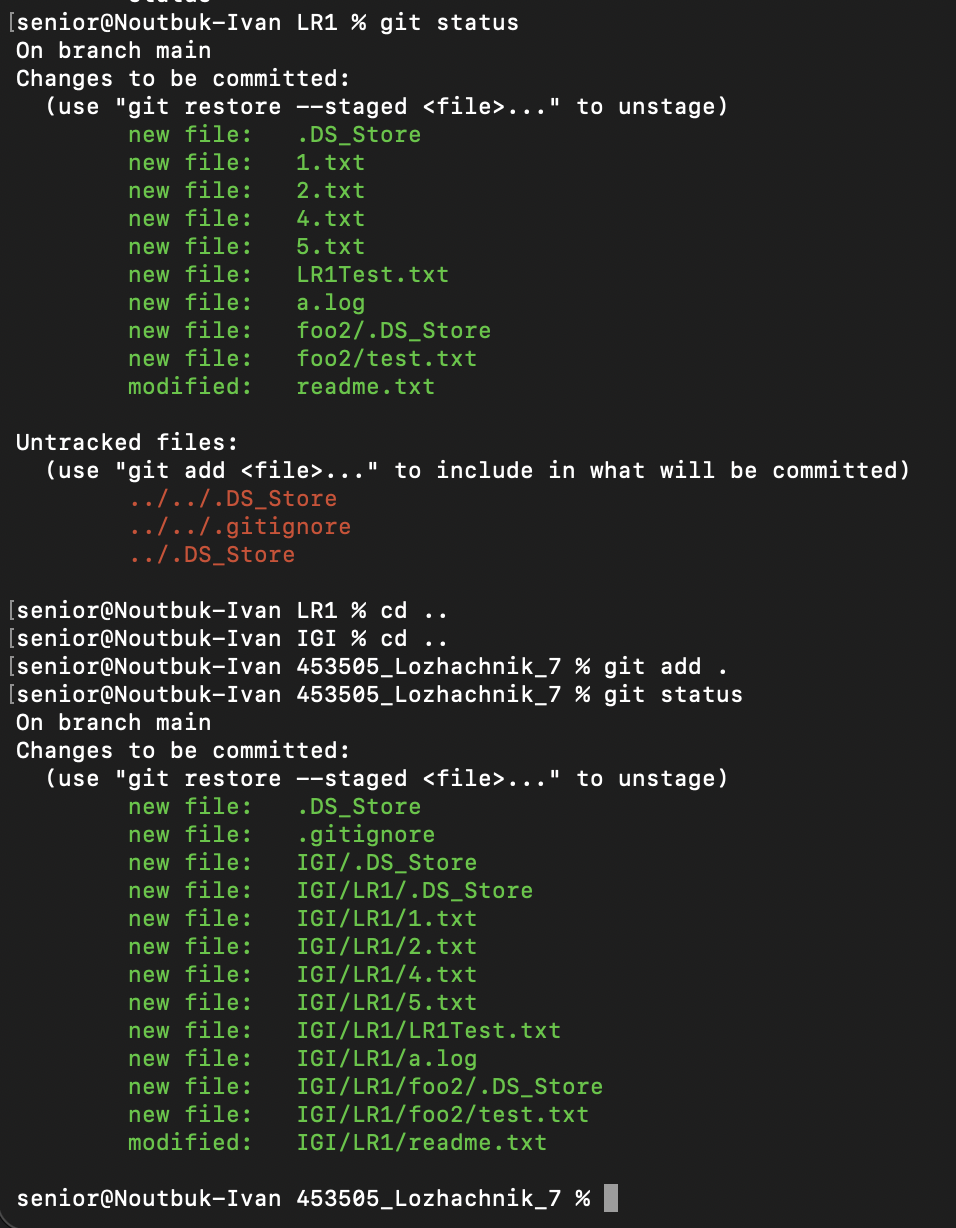 [senior@Noutbuk-Ivan LR1 % git status
On branch main
Changes to be committed:
  (use "git restore --staged <file>..." to unstage)
        new file:   .DS_Store
        new file:   1.txt
        new file:   2.txt
        new file:   4.txt
        new file:   5.txt
        new file:   LR1Test.txt
        new file:   a.log
        new file:   foo2/.DS_Store
        new file:   foo2/test.txt
        modified:   readme.txt

Untracked files:
  (use "git add <file>..." to include in what will be committed)
        ../../.DS_Store
        ../../.gitignore
        ../.DS_Store

[senior@Noutbuk-Ivan LR1 % cd ..
[senior@Noutbuk-Ivan IGI % cd ..
[senior@Noutbuk-Ivan 453505_Lozhachnik_7 % git add .
[senior@Noutbuk-Ivan 453505_Lozhachnik_7 % git status
On branch main
Changes to be committed:
  (use "git restore --staged <file>..." to unstage)
        new file:   .DS_Store
        new file:   .gitignore
        new file:   IGI/.DS_Store
        new file:   IGI/LR1/.DS_Store
        new file:   IGI/LR1/1.txt
        new file:   IGI/LR1/2.txt
        new file:   IGI/LR1/4.txt
        new file:   IGI/LR1/5.txt
        new file:   IGI/LR1/LR1Test.txt
        new file:   IGI/LR1/a.log
        new file:   IGI/LR1/foo2/.DS_Store
        new file:   IGI/LR1/foo2/test.txt
        modified:   IGI/LR1/readme.txt

senior@Noutbuk-Ivan 453505_Lozhachnik_7 %